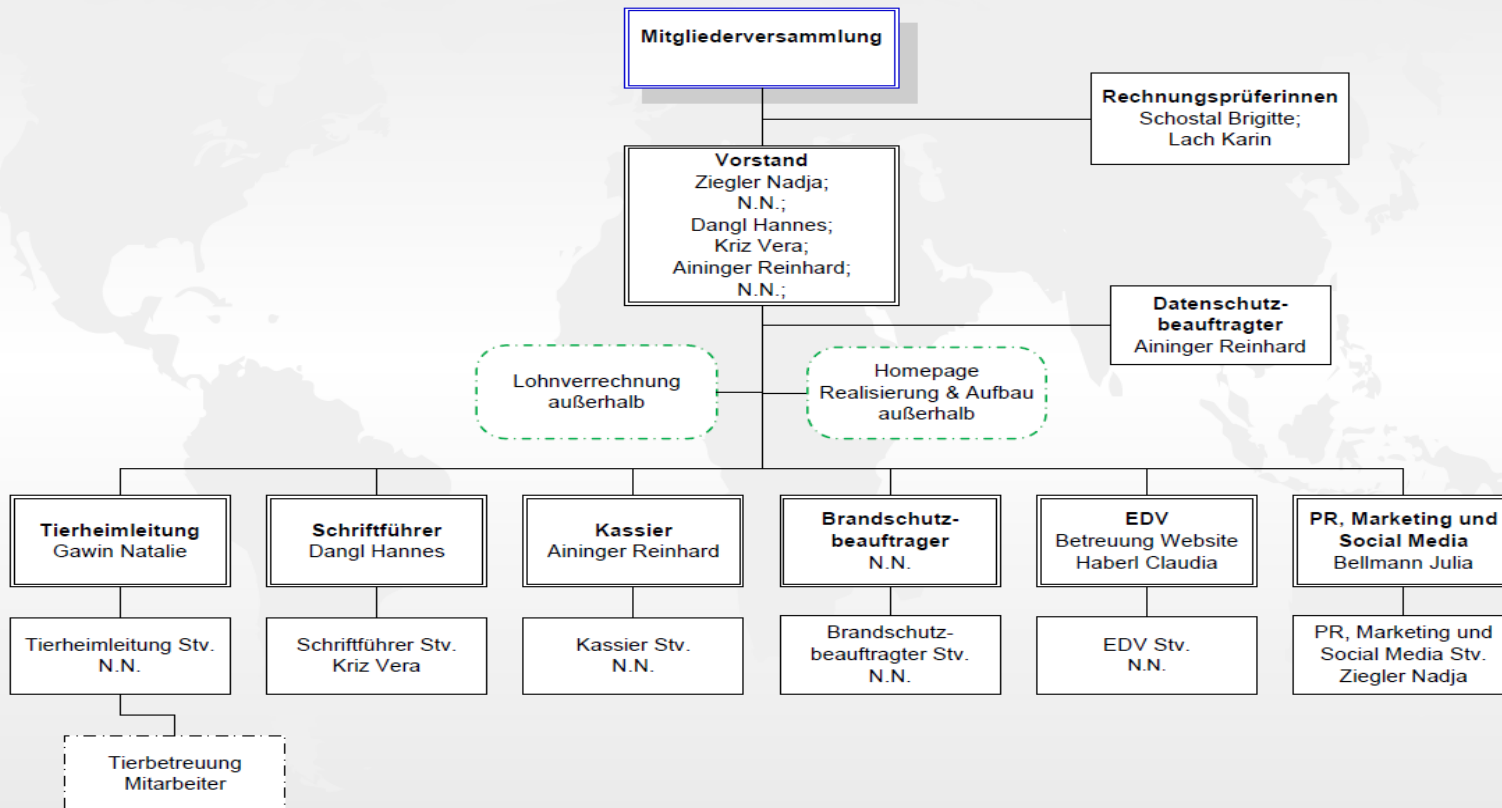 Mitgliederversammlung
Rechnungsprüferinnen
Schostal Brigitte;
Lach Karin
Vorstand
Ziegler Nadja;
N.N.;
Dangl Hannes;
Kriz Vera;
Aininger Reinhard;
N.N.;
Datenschutz-
beauftragter
Aininger Reinhard
Lohnverrechnung
außerhalb
Homepage
Realisierung & Aufbau
außerhalb
Tierheimleitung
Gawin Natalie
Schriftführer
Dangl Hannes
Kassier
Aininger Reinhard
Brandschutz-
beauftrager
N.N.
EDV
Betreuung Website
Haberl Claudia
PR, Marketing und
Social Media
Bellmann Julia
Tierheimleitung Stv.
N.N.
Schriftführer Stv.
Kriz Vera
Kassier Stv.
N.N.
Brandschutz-
beauftragter Stv.
N.N.
EDV Stv.
N.N.
PR, Marketing und
Social Media Stv.
Ziegler Nadja
Tierbetreuung
Mitarbeiter